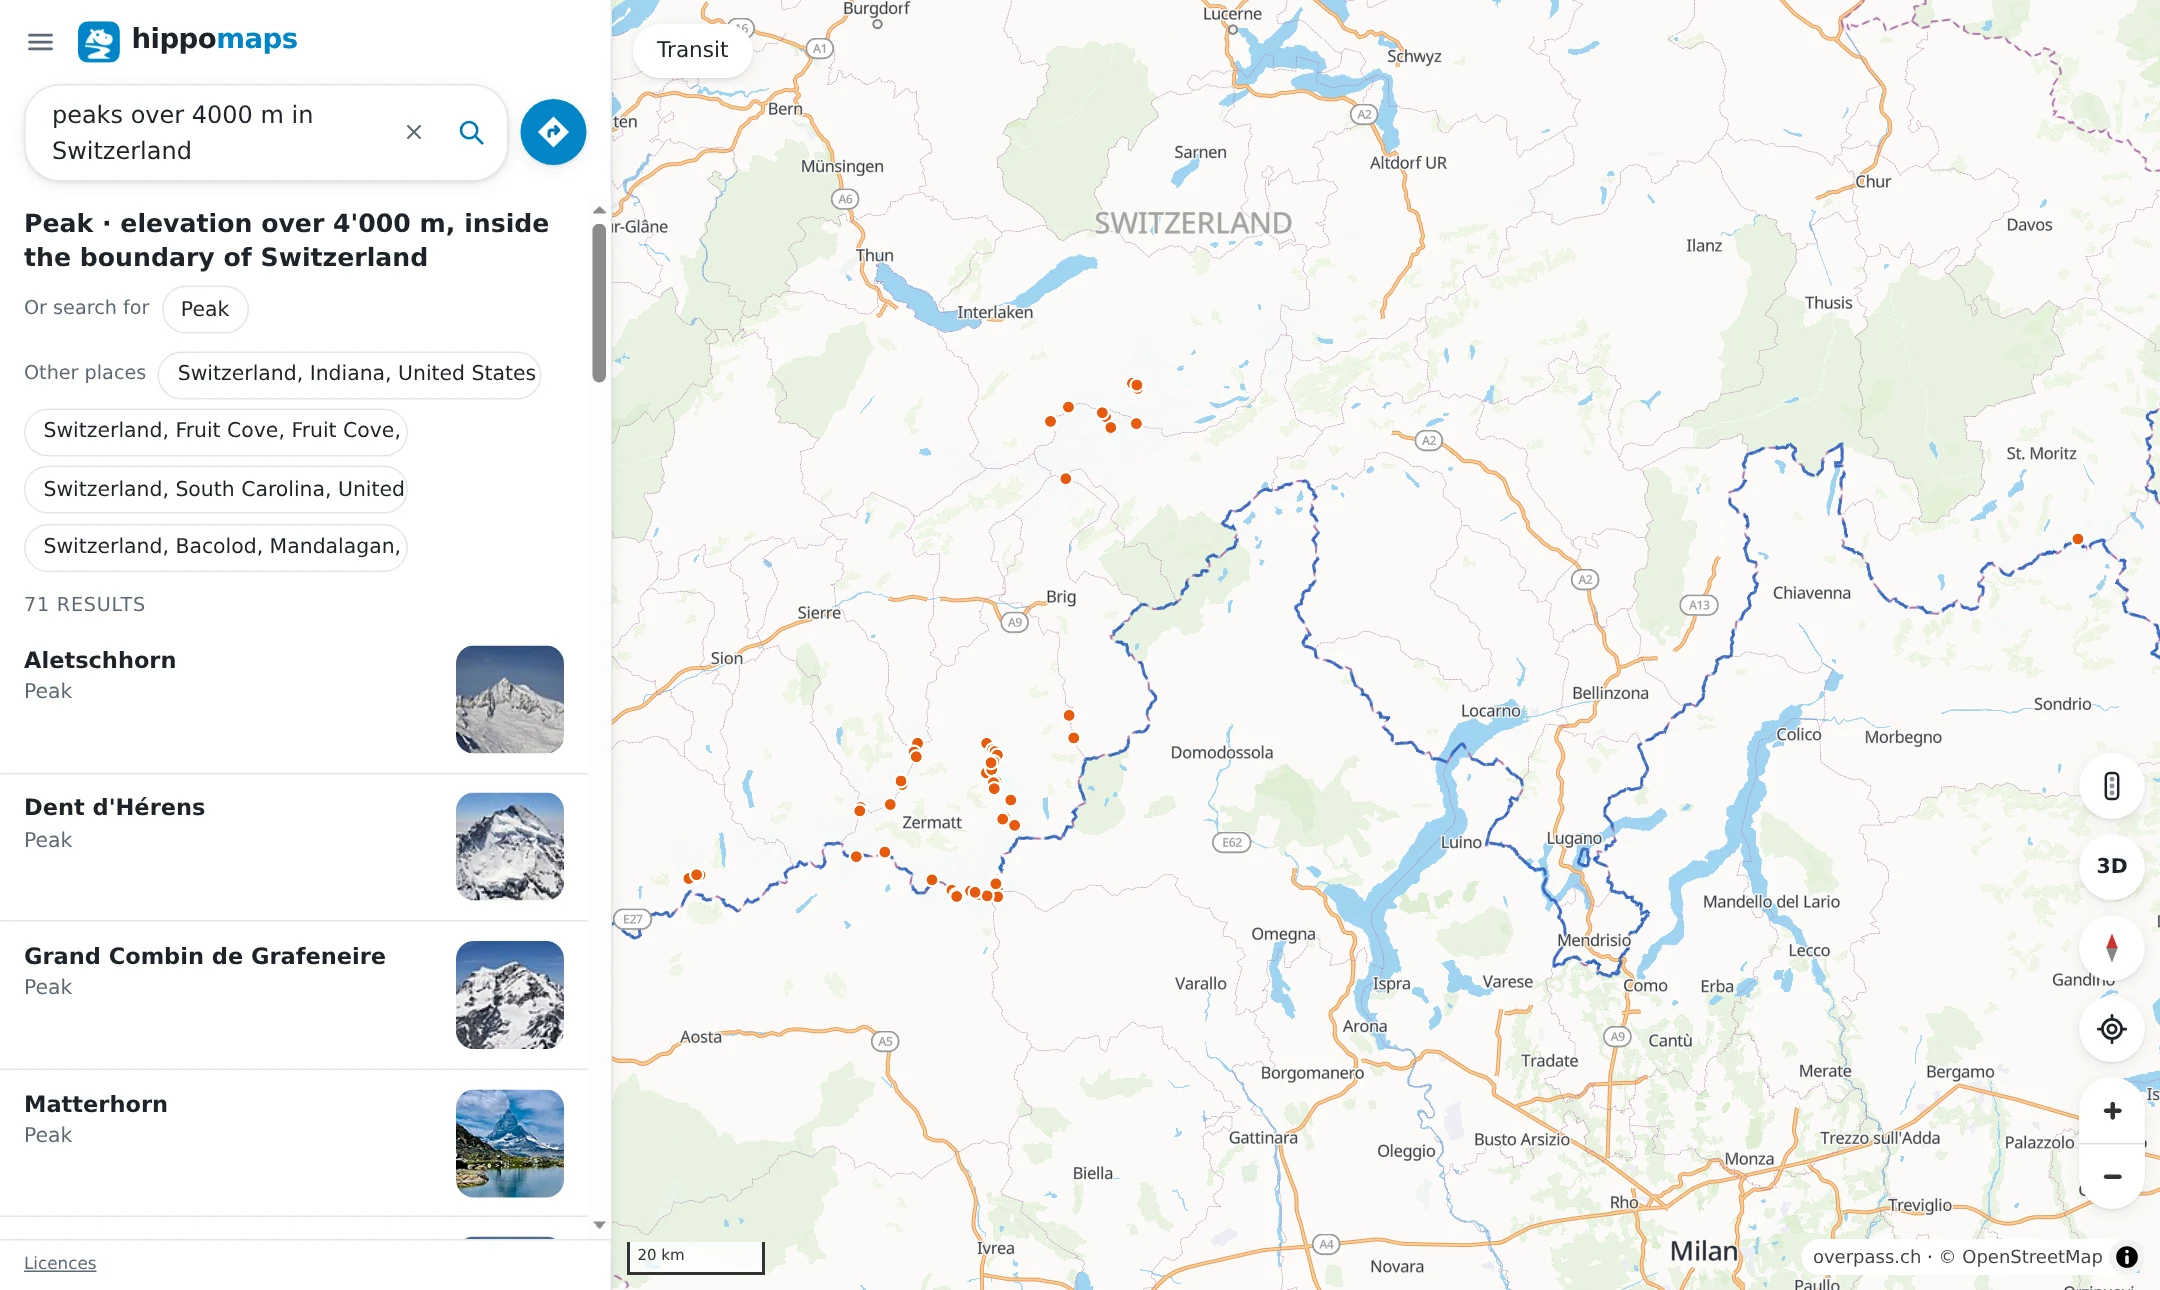 hippomaps
peaks over 4000 m in
Switzerland
Peak · elevation over 4'000 m, inside
the boundary of Switzerland
Or search for
Peak
Other places
Switzerland, Indiana, United States
Switzerland, Fruit Cove, Fruit Cove,
Switzerland, South Carolina, United
Switzerland, Bacolod, Mandalagan,
71 RESULTS
Aletschhorn
Peak
Dent d'Hérens
Peak
Grand Combin de Grafeneire
Peak
Matterhorn
Peak
Licences
Transit
A6
Burgdorf
A1
Lucerne
Schwyz
Bern
A2
Münsingen
Sarnen
Altdorf UR
Chur
A6
SWITZERLAND
Davos
Ilanz
Thun
Interlaken
Thusis
A2
St. Moritz
Brig
Sierre
A9
A2
A13
Chiavenna
Sion
Bellinzona
Locarno
Sondrio
Domodossola
Colico
Morbegno
Zermatt
E62
Luino
Lugano
3D
E27
Mandello del Lario
Omegna
Mendrisio
Lecco
Varallo
Ispra
Varese
Como
Erba
Arona
Aosta
A5
A9
Cantù
Tradate
Borgomanero
Merate
Bergamo
Gattinara
Busto Arsizio
Oleggio
Trezzo sull'Adda
Palazzolo
Monza
Biella
Rho
Treviglio
20 km
Ivrea
A4
Milan
Novara
overpass.ch · © OpenStreetMap
Paullo